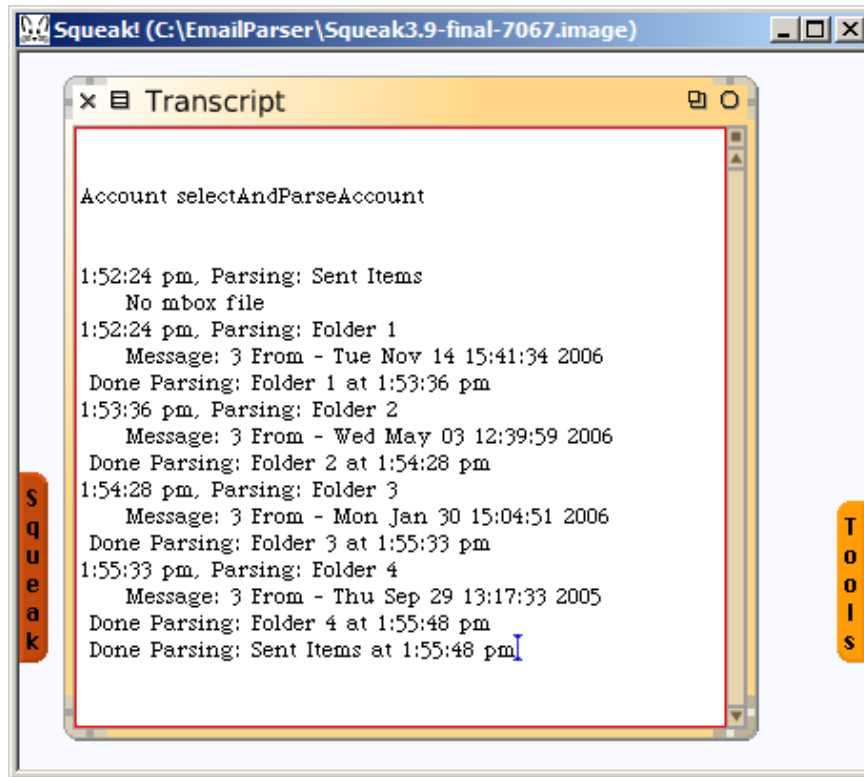 Squeak! (C:\EmailParser\Squeak3.9-final-7067.image)
Transcript
Account selectAndParseAccount
1:52:24 pm, Parsing: Sent Items
No mbox file
1:52:24 pm, Parsing: Folder 1
Message: 3 From - Tue Nov 14 15:41:34 2006
Done Parsing: Folder 1 at 1:53:36 pm
1:53:36 pm, Parsing: Folder 2
Message: 3 From - Wed May 03 12:39:59 2006
Done Parsing: Folder 2 at 1:54:28 pm
1:54:28 pm, Parsing: Folder 3
Message: 3 From - Mon Jan 30 15:04:51 2006
Done Parsing: Folder 3 at 1:55:33 pm
1:55:33 pm, Parsing: Folder 4
Message: 3 From - Thu Sep 29 13:17:33 2005
Done Parsing: Folder 4 at 1:55:48 pm
Done Parsing: Sent Items at 1:55:48 pm
Squeak
Tools